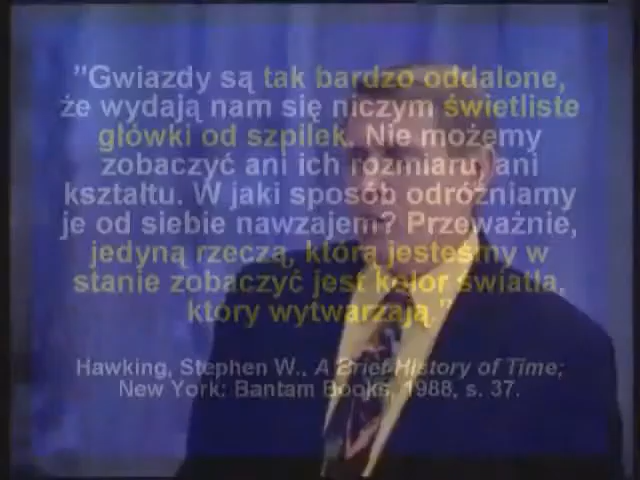 ”Gwiazdy są tak bardzo oddalone,
że wydają nam się niczym świetliste
główki od szpilek. Nie możemy
zobaczyć ani ich rozmiaru ani
kształtu. W jaki sposób odróżniamy
je od siebie nawzajem? Przeważnie,
jedyną rzeczą, którą jesteśmy w
stanie zobaczyć jest kolor światła,
który wytwarzają.”
Hawking, Stephen W., A Brief History of Time;
New York: Bantam Books, 1988, s. 37.